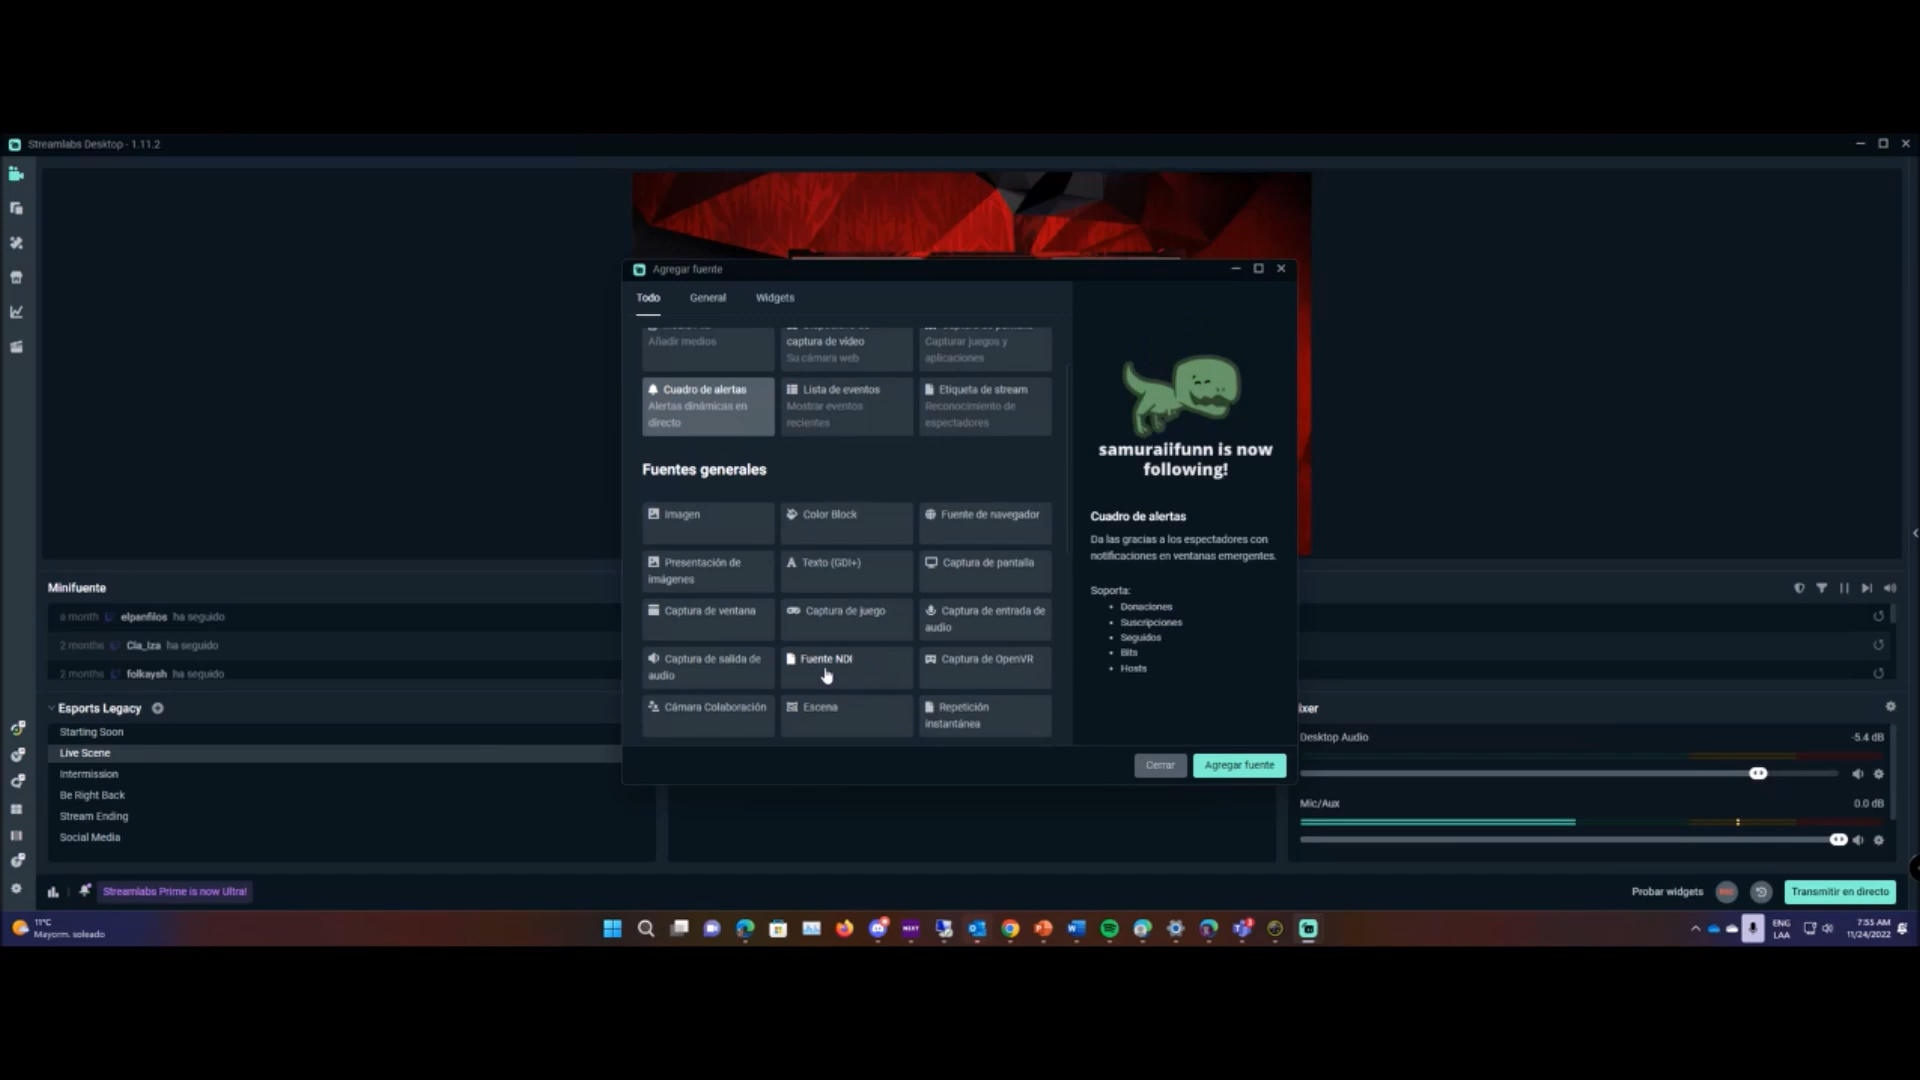 Streamlabs Desktop - 1.11.2
Agregar fuente
Todo
General
Widgets
Añadir medios
captura de vídeo
Su cámara web
Capturar juegos y
aplicaciones
Cuadro de alertas
Alertas dinámicas en
directo
Lista de eventos
Mostrar eventos
recientes
Etiqueta de stream
Reconocimiento de
espectadores
Fuentes generales
Imagen
Color Block
Fuente de navegador
Presentación de
imágenes
Texto (GDI+)
Captura de pantalla
Captura de ventana
Captura de juego
Captura de entrada de
audio
Captura de salida de
audio
Fuente NDI
Captura de OpenVR
Cámara Colaboración
Escena
Repetición
instantánea
samuraiifunn is now
following!
Cuadro de alertas
Da las gracias a los espectadores con
notificaciones en ventanas emergentes.
Soporta:
Donaciones
Suscripciones
Seguidos
Bits
Hosts
Cerrar
Agregar fuente
Minifuente
a month elpanfilos ha seguido
2 months Cia_Iza ha seguido
2 months folkaysh ha seguido
Esports Legacy
Starting Soon
Live Scene
Intermission
Be Right Back
Stream Ending
Social Media
ixer
Desktop Audio
-5.4 dB
Mic/Aux
0.0 dB
Streamlabs Prime is now Ultra!
Probar widgets
REC
Transmitir en directo
11°C
Mayorm. soleado
NEXT
ENG
LAA
7:55 AM
11/24/2022